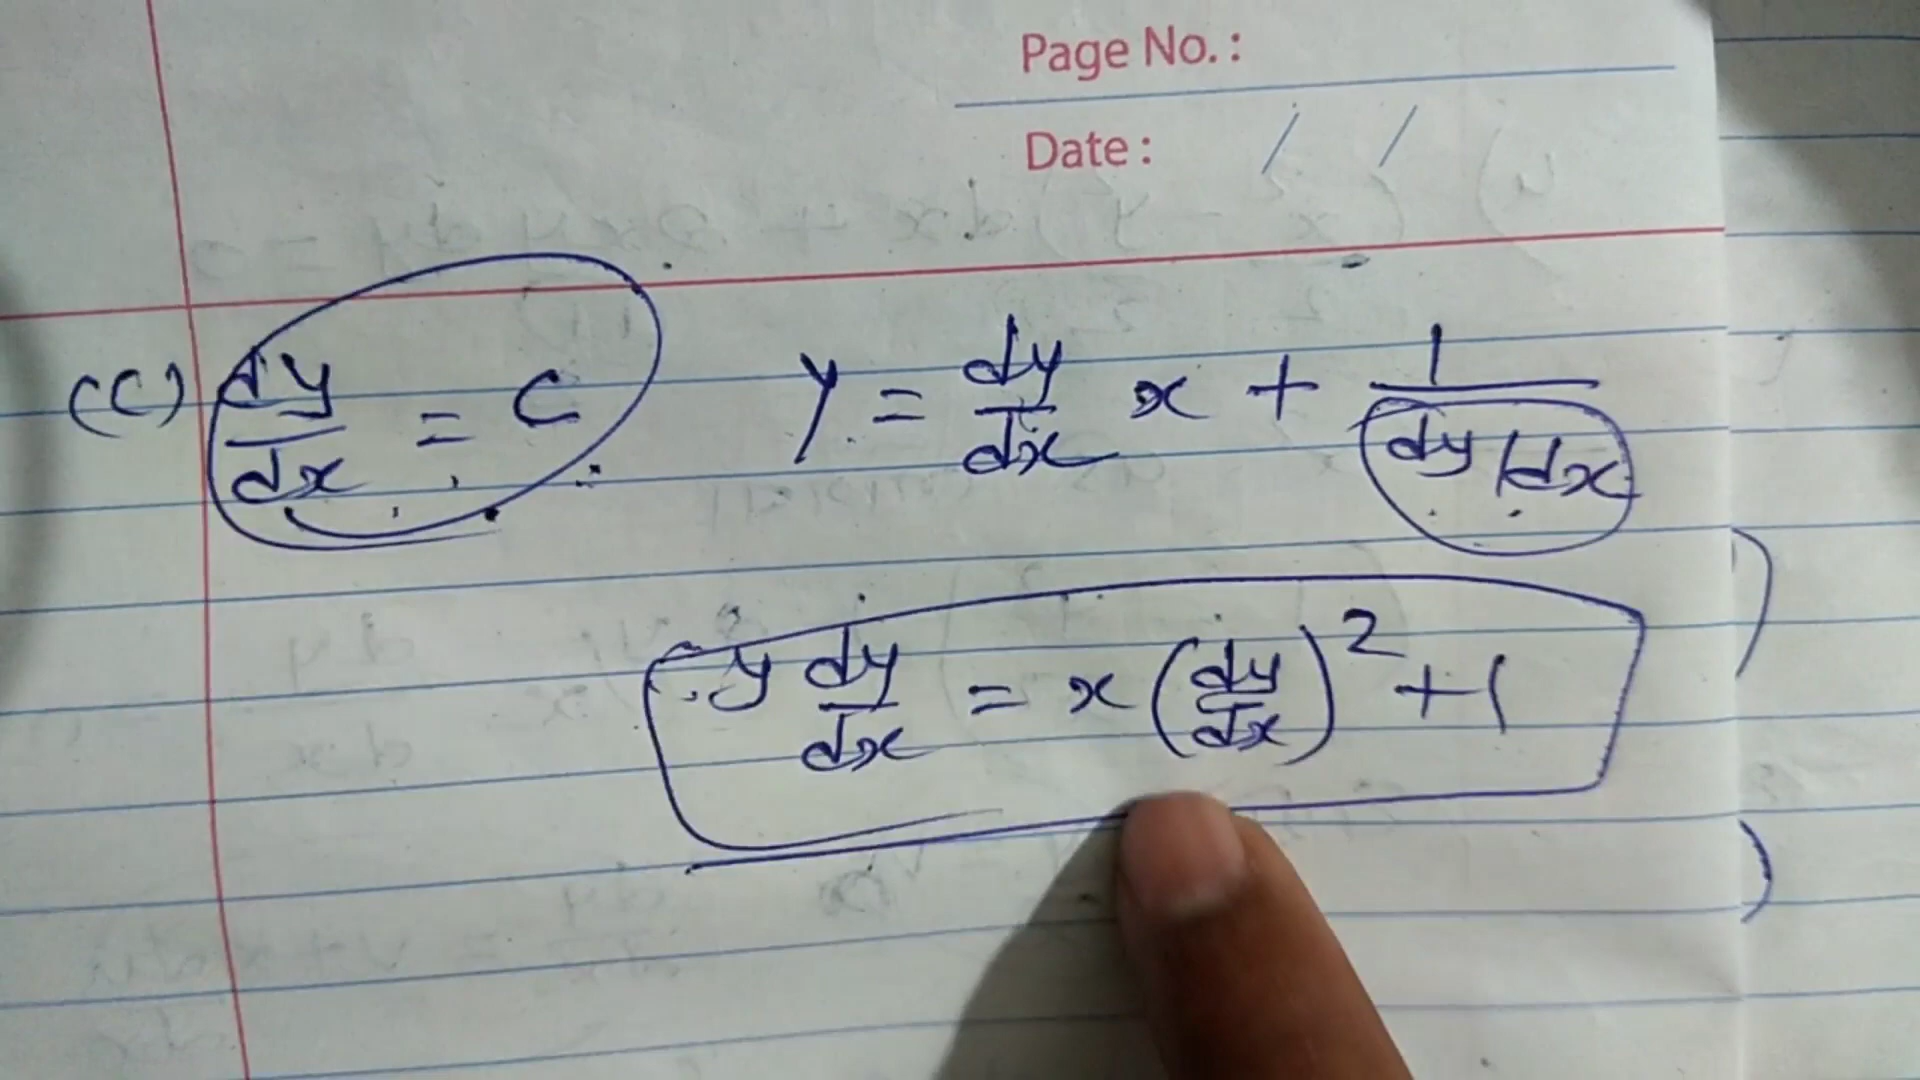 Page No. :
Date : / /
(C) dy/dx = c y = dy/dx x + 1/(dy/dx)
y dy/dx = x (dy/dx)² + 1